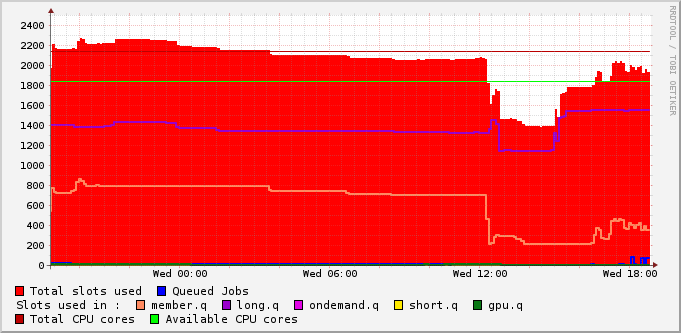 RRDTOOL / TOBI OETIKER
2400
2200
2000
1800
1600
1400
1200
1000
800
600
400
200
0
Wed 00:00 Wed 06:00 Wed 12:00 Wed 18:00
Total slots used Queued Jobs
Slots used in : member.q long.q ondemand.q short.q gpu.q
Total CPU cores Available CPU cores